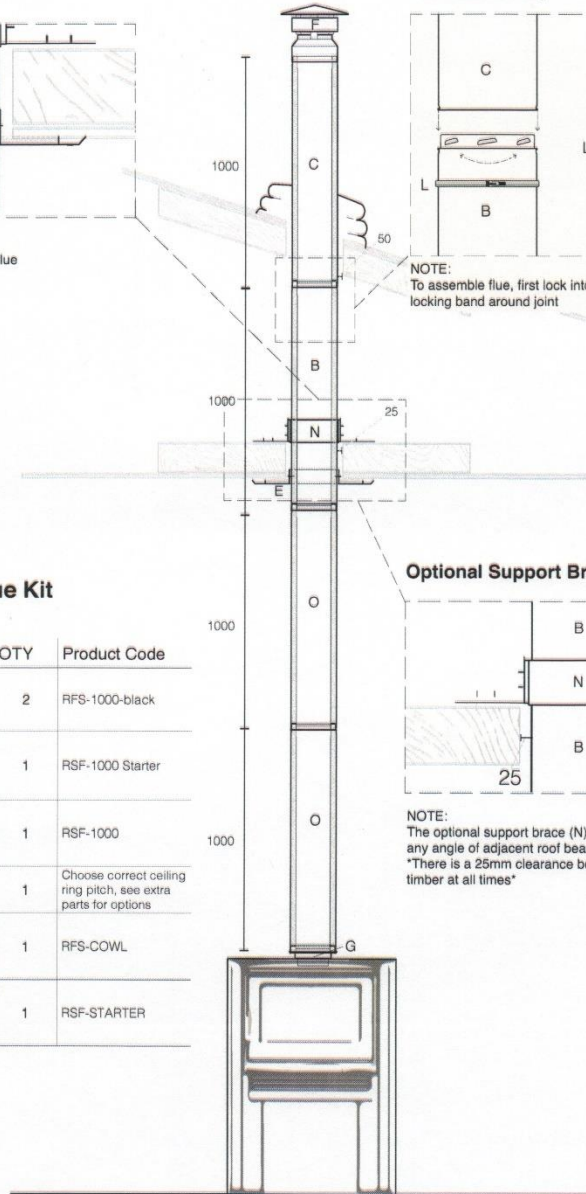 F
C
1000
C
L
L
B
lue
50
NOTE:
To assemble flue, first lock into
locking band around joint
B
1000
25
N
E
ue Kit
Optional Support Br
QTY Product Code
2 RFS-1000-black
1 RSF-1000 Starter
1 RSF-1000
1 Choose correct ceiling
ring pitch, see extra
parts for options
1 RFS-COWL
1 RSF-STARTER
O
1000
B
N
B
25
O
1000
NOTE:
The optional support brace (N)
any angle of adjacent roof bea
*There is a 25mm clearance be
timber at all times*
G